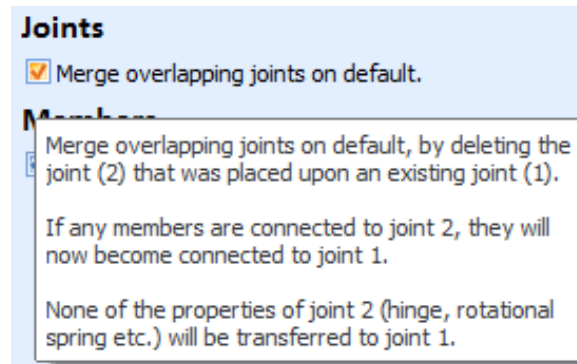 Joints
Merge overlapping joints on default.
Merge overlapping joints on default, by deleting the
joint (2) that was placed upon an existing joint (1).
If any members are connected to joint 2, they will
now become connected to joint 1.
None of the properties of joint 2 (hinge, rotational
spring etc.) will be transferred to joint 1.